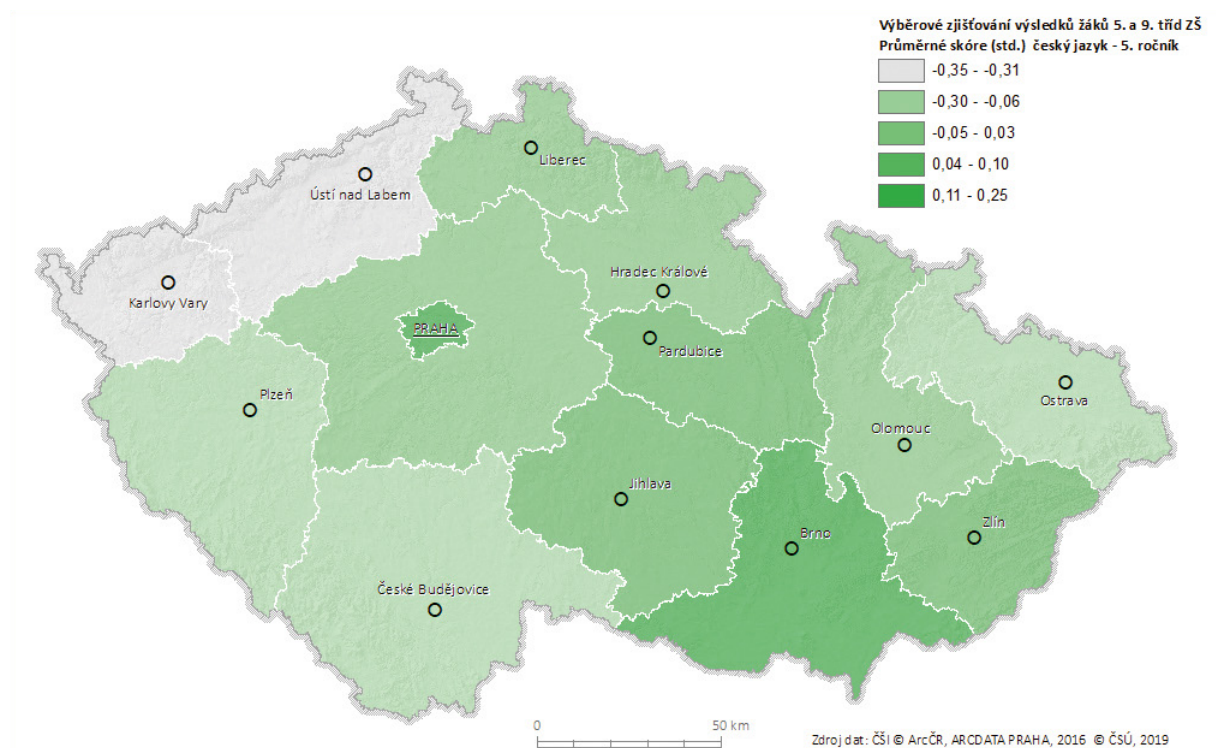 Výběrové zjišťování výsledků žáků 5. a 9. tříd ZŠ
Průměrné skóre (std.) český jazyk - 5. ročník
-0,35 - -0,31
-0,30 - -0,06
-0,05 - 0,03
0,04 - 0,10
0,11 - 0,25
Liberec
Ústí nad Labem
Hradec Králové
Karlovy Vary
PRAHA
Pardubice
Plzeň
Ostrava
Olomouc
Jihlava
Zlín
Brno
České Budějovice
0 50 km
Zdroj dat: ČŠI © ArcČR, ARCDATA PRAHA, 2016 © ČSÚ, 2019